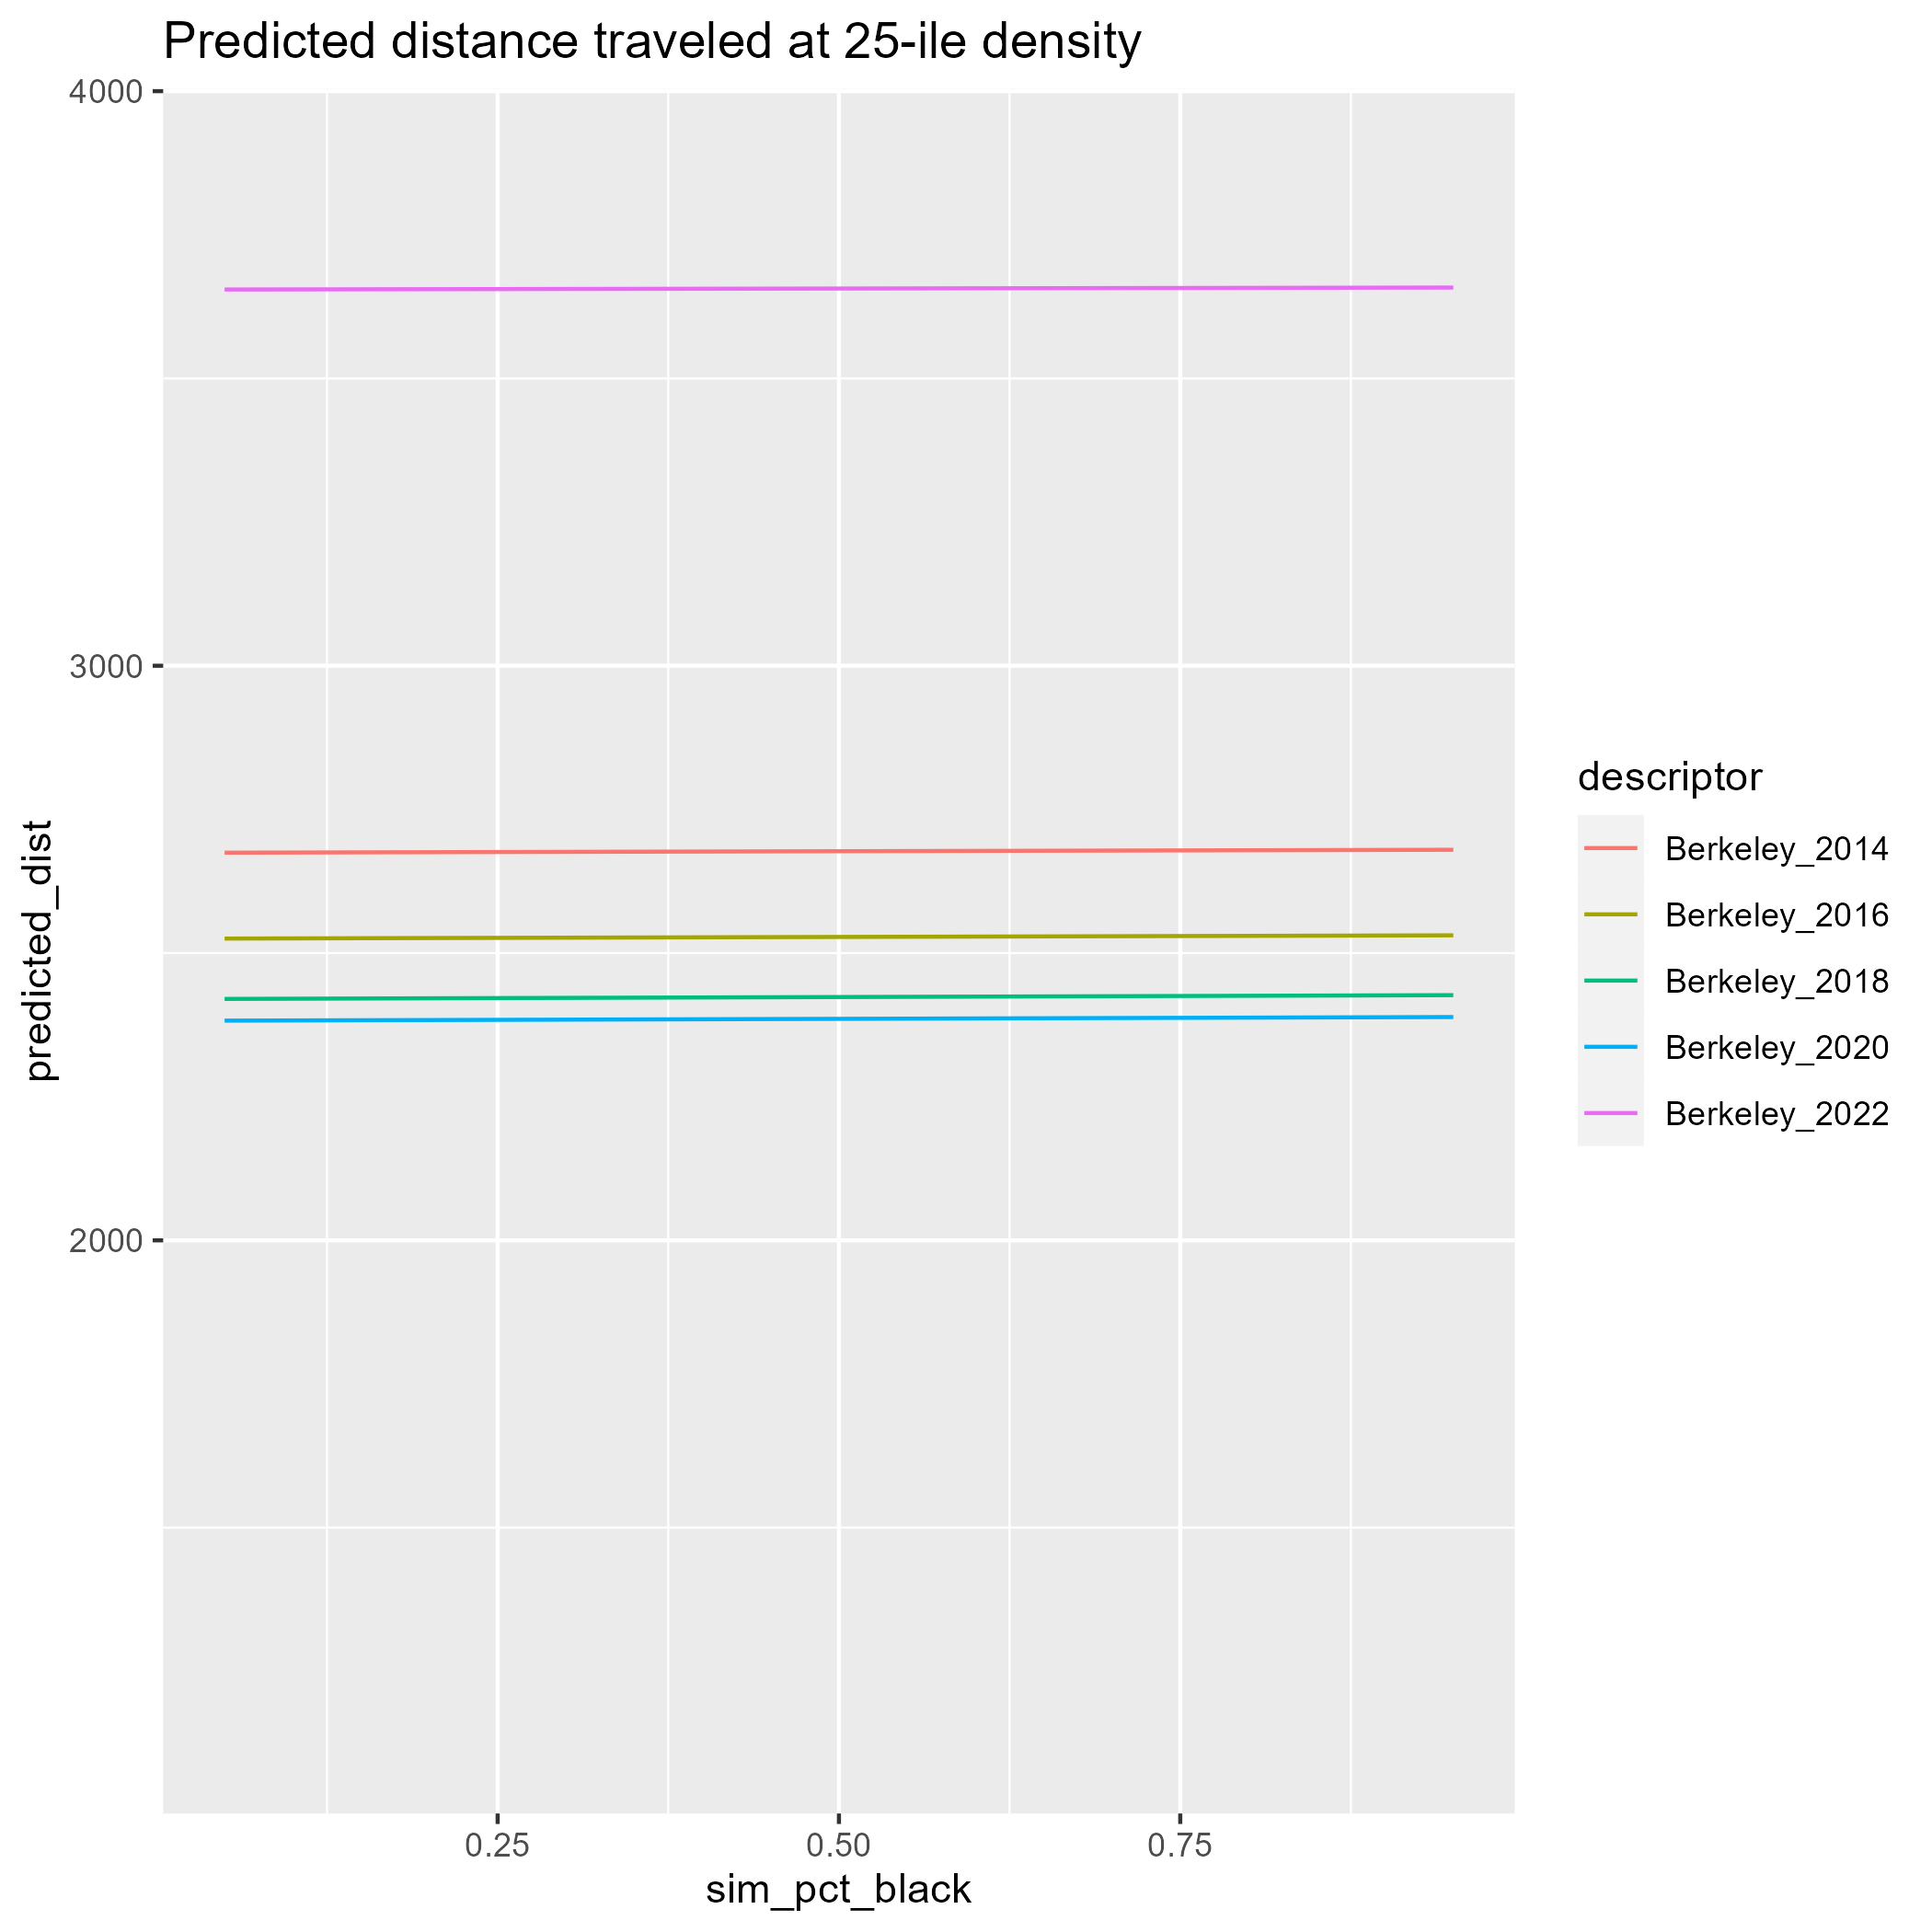 Predicted distance traveled at 25-ile density
4000
3000
2000
predicted_dist
0.25
0.50
0.75
sim_pct_black
descriptor
Berkeley_2014
Berkeley_2016
Berkeley_2018
Berkeley_2020
Berkeley_2022